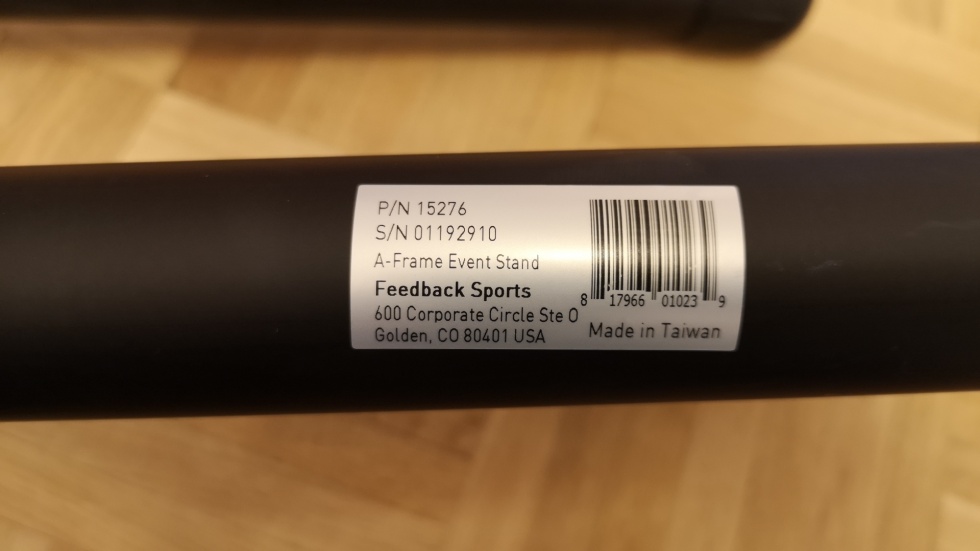 P/N 15276
S/N 01192910
A-Frame Event Stand
Feedback Sports
600 Corporate Circle Ste O
Golden, CO 80401 USA
8 17966 01023 9
Made in Taiwan